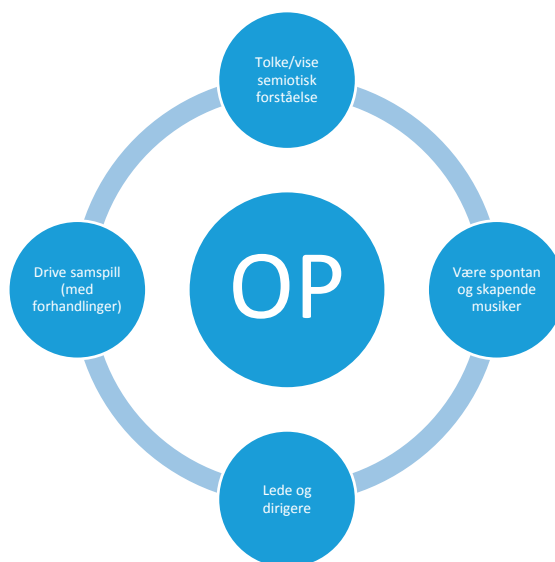 Tolke/vise
semiotisk
forståelse
Drive samspill
(med
forhandlinger)
OP
Være spontan
og skapende
musiker
Lede og
dirigere